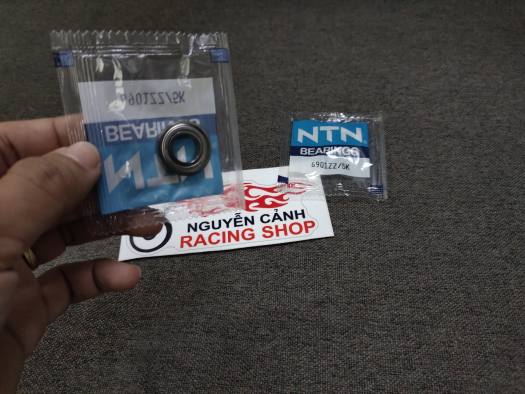 6901ZZ/5K
BEARINGS
NTN
NTN
BEARINGS
6901ZZ/5K
NGUYỄN CẢNH
RACING SHOP